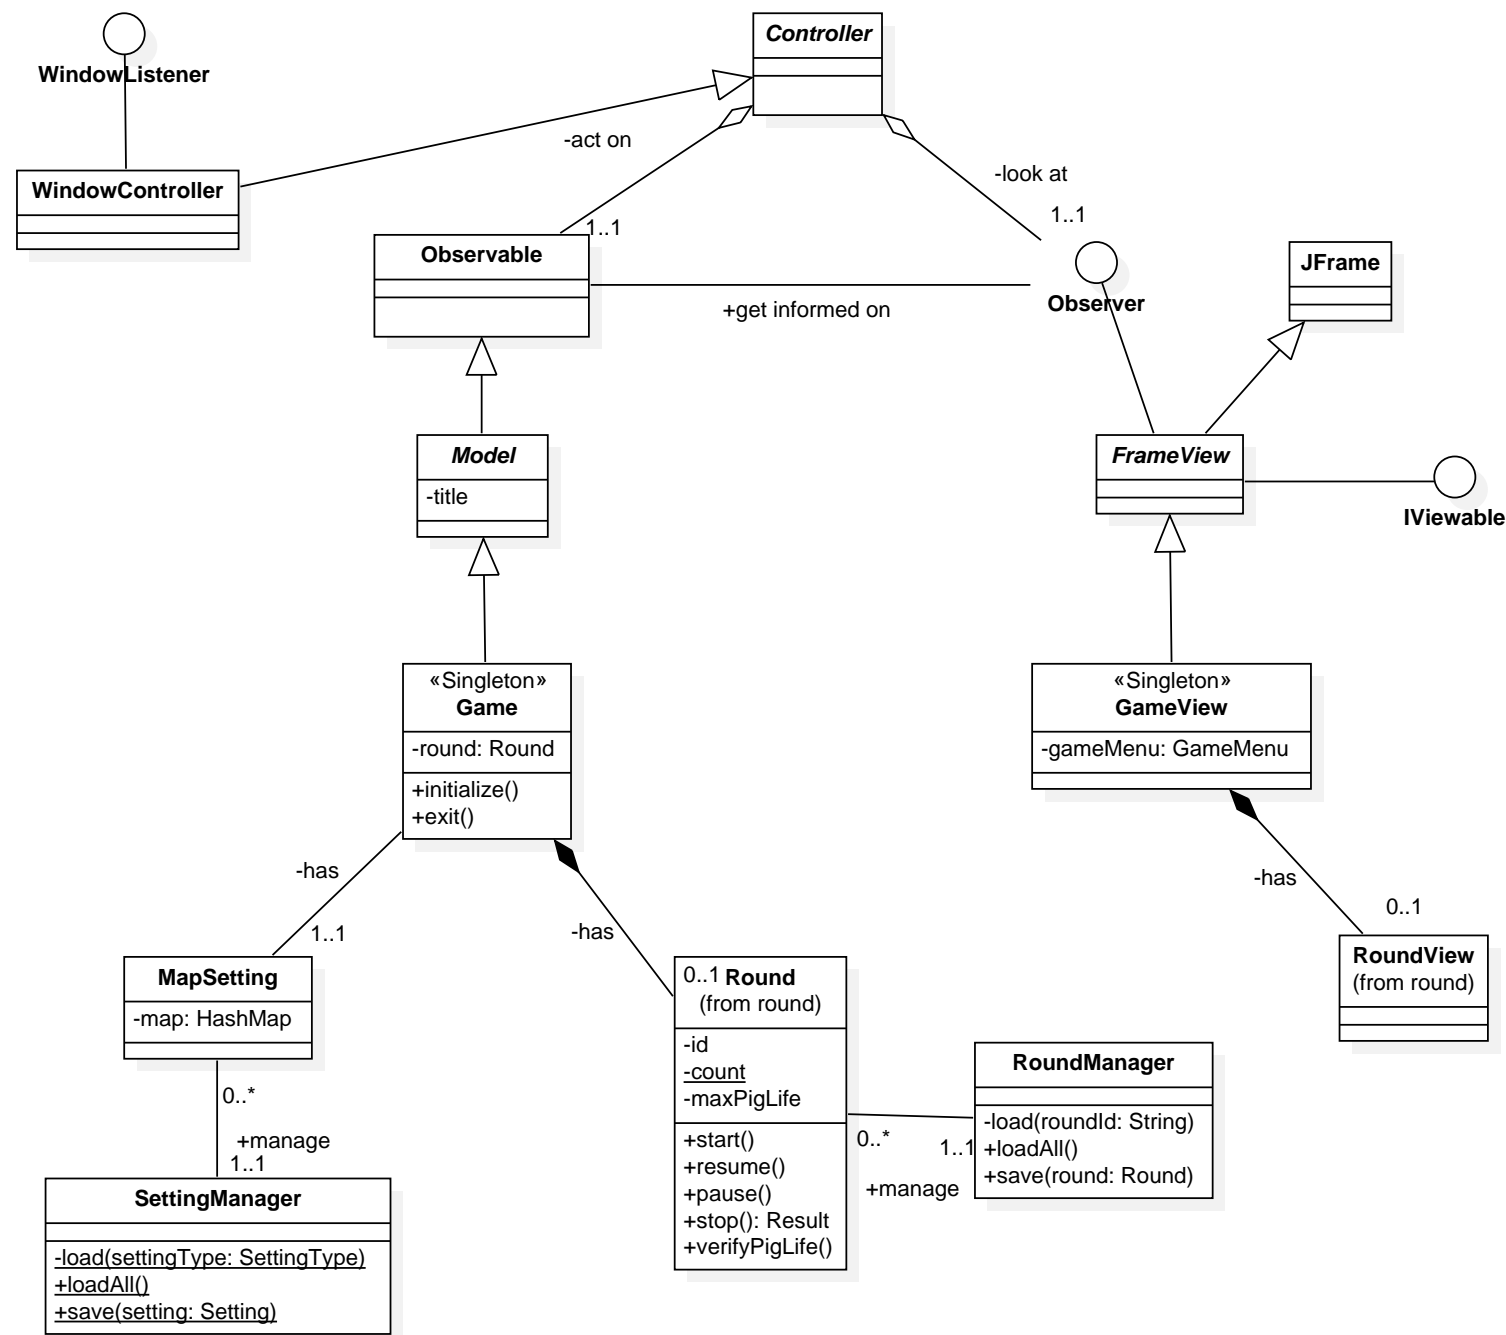 Controller
WindowListener
-act on
-look at
WindowController
1..1
1..1
Observable
JFrame
Observer
+get informed on
Model
-title
FrameView
IViewable
«Singleton»
Game
-round: Round
+initialize()
+exit()
«Singleton»
GameView
-gameMenu: GameMenu
-has
1..1
-has
-has
0..1
MapSetting
-map: HashMap
0..1 Round
(from round)
-id
-count
-maxPigLife
+start()
+resume()
+pause()
+stop(): Result
+verifyPigLife()
RoundView
(from round)
RoundManager
-load(roundId: String)
+loadAll()
+save(round: Round)
0..*
1..1
+manage
0..*
+manage
1..1
SettingManager
-load(settingType: SettingType)
+loadAll()
+save(setting: Setting)